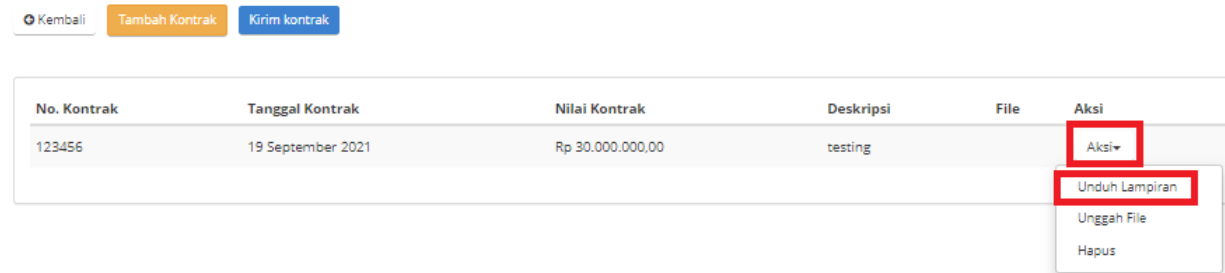 Kembali Tambah Kontrak Kirim kontrak
No. Kontrak Tanggal Kontrak Nilai Kontrak Deskripsi File Aksi
123456 19 September 2021 Rp 30.000.000,00 testing Aksi
Unduh Lampiran
Unggah File
Hapus